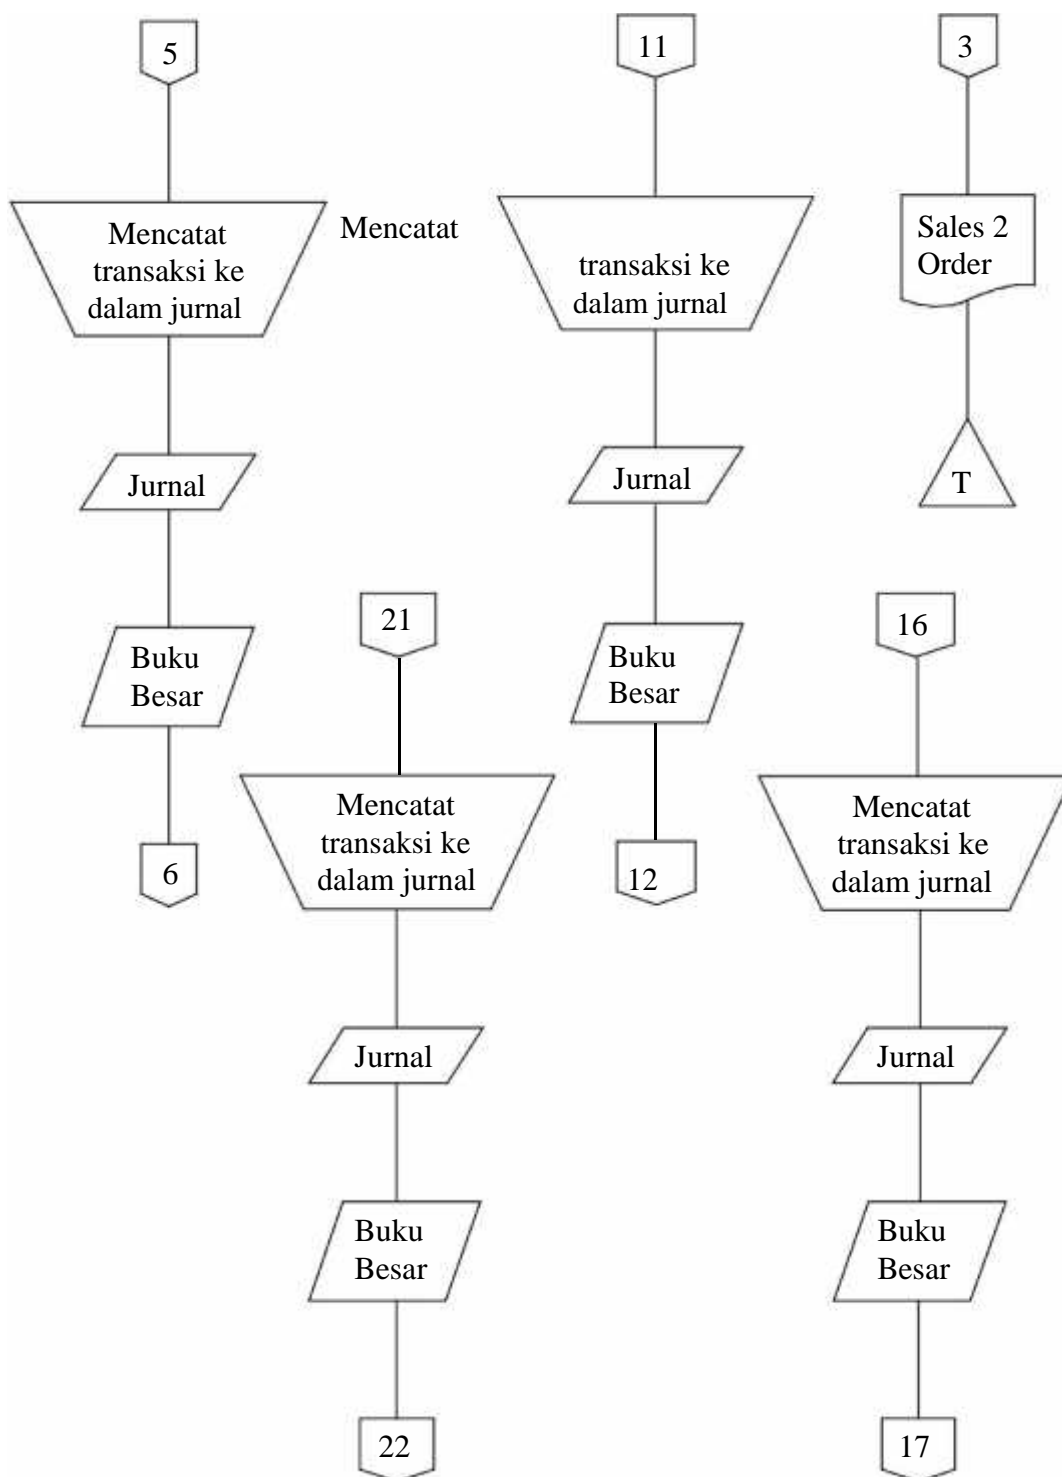 5
Mencatat
transaksi ke
dalam jurnal
Jurnal
Buku
Besar
6
11
Mencatat
transaksi ke
dalam jurnal
Jurnal
Buku
Besar
12
3
Sales 2
Order
T
21
Mencatat
transaksi ke
dalam jurnal
Jurnal
Buku
Besar
22
16
Mencatat
transaksi ke
dalam jurnal
Jurnal
Buku
Besar
17